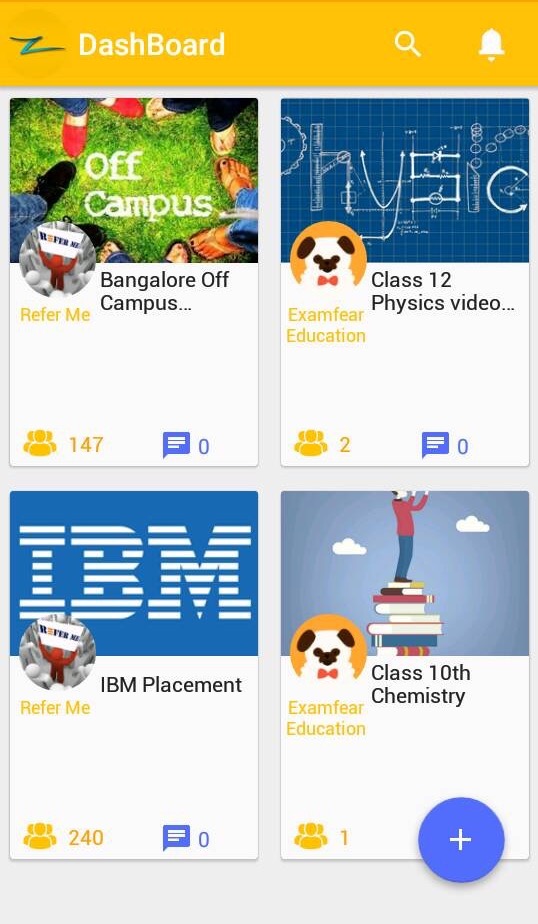 DashBoard
Off
Campus
REFER ME
Bangalore Off
Campus...
Refer Me
147
0
Class 12
Physics video...
Examfear
Education
2
0
IBM
REFER ME
IBM Placement
Refer Me
240
0
Class 10th
Chemistry
Examfear
Education
1